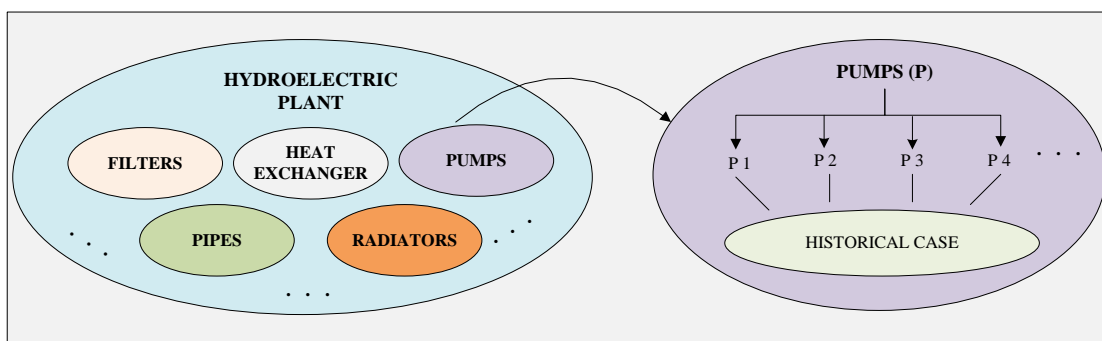 HYDROELECTRIC
PLANT
FILTERS
HEAT
EXCHANGER
PUMPS
PIPES
RADIATORS
. . .
. . .
. . .
PUMPS (P)
P 1
P 2
P 3
P 4
. . .
HISTORICAL CASE